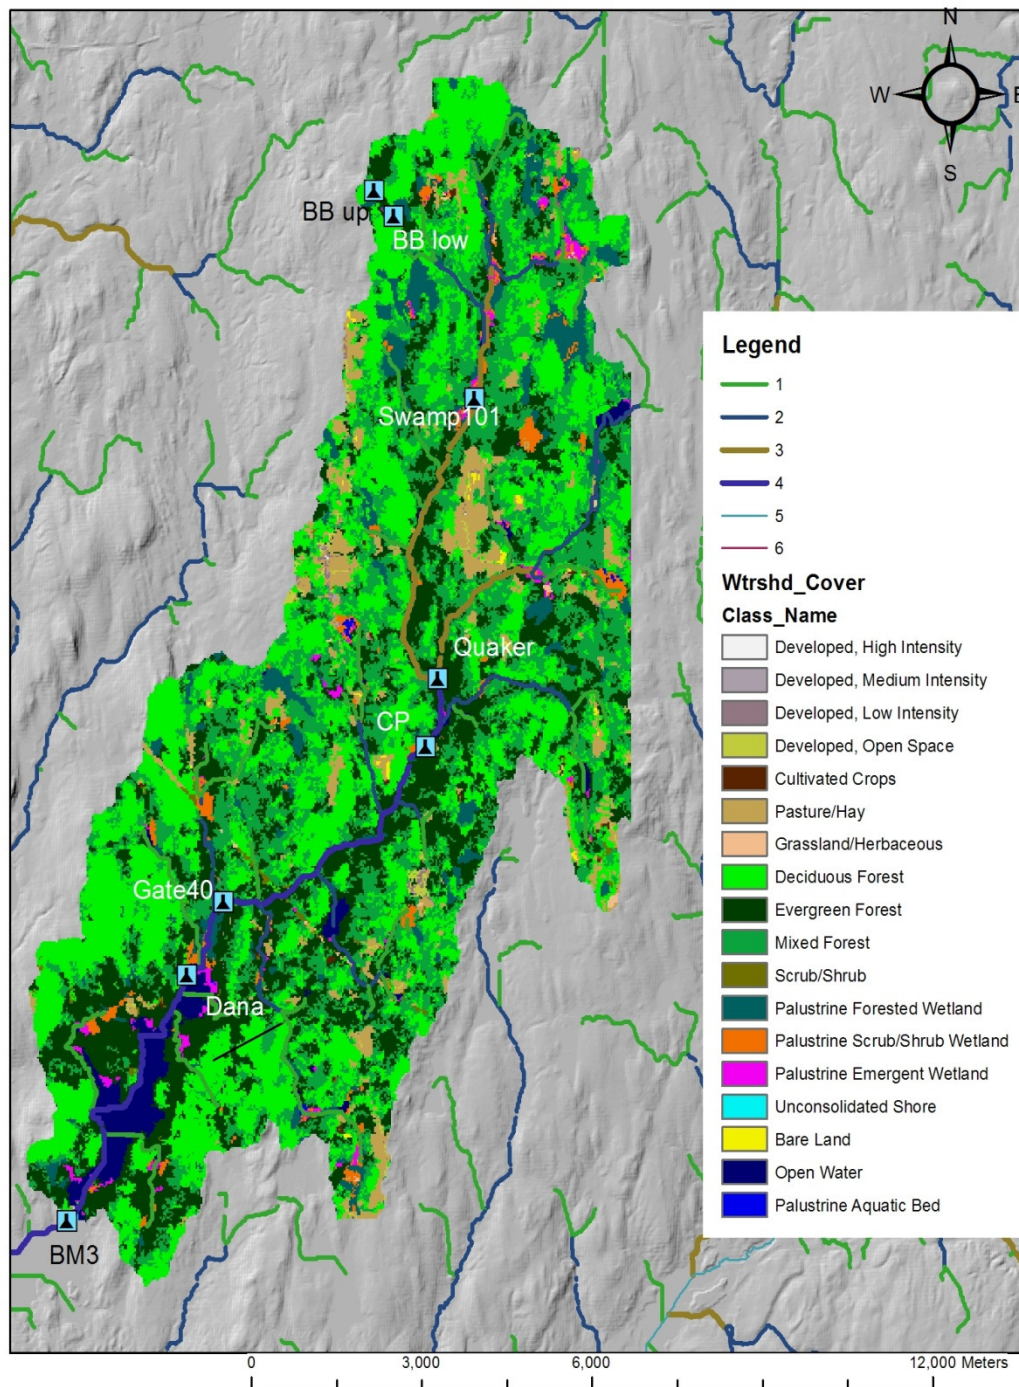 N
W
E
S
BB up
BB low
Swamp101
Quaker
CP
Gate40
Dana
BM3
Legend
1
2
3
4
5
6
Wtrshd_Cover
Class_Name
Developed, High Intensity
Developed, Medium Intensity
Developed, Low Intensity
Developed, Open Space
Cultivated Crops
Pasture/Hay
Grassland/Herbaceous
Deciduous Forest
Evergreen Forest
Mixed Forest
Scrub/Shrub
Palustrine Forested Wetland
Palustrine Scrub/Shrub Wetland
Palustrine Emergent Wetland
Unconsolidated Shore
Bare Land
Open Water
Palustrine Aquatic Bed
0 3,000 6,000 12,000 Meters